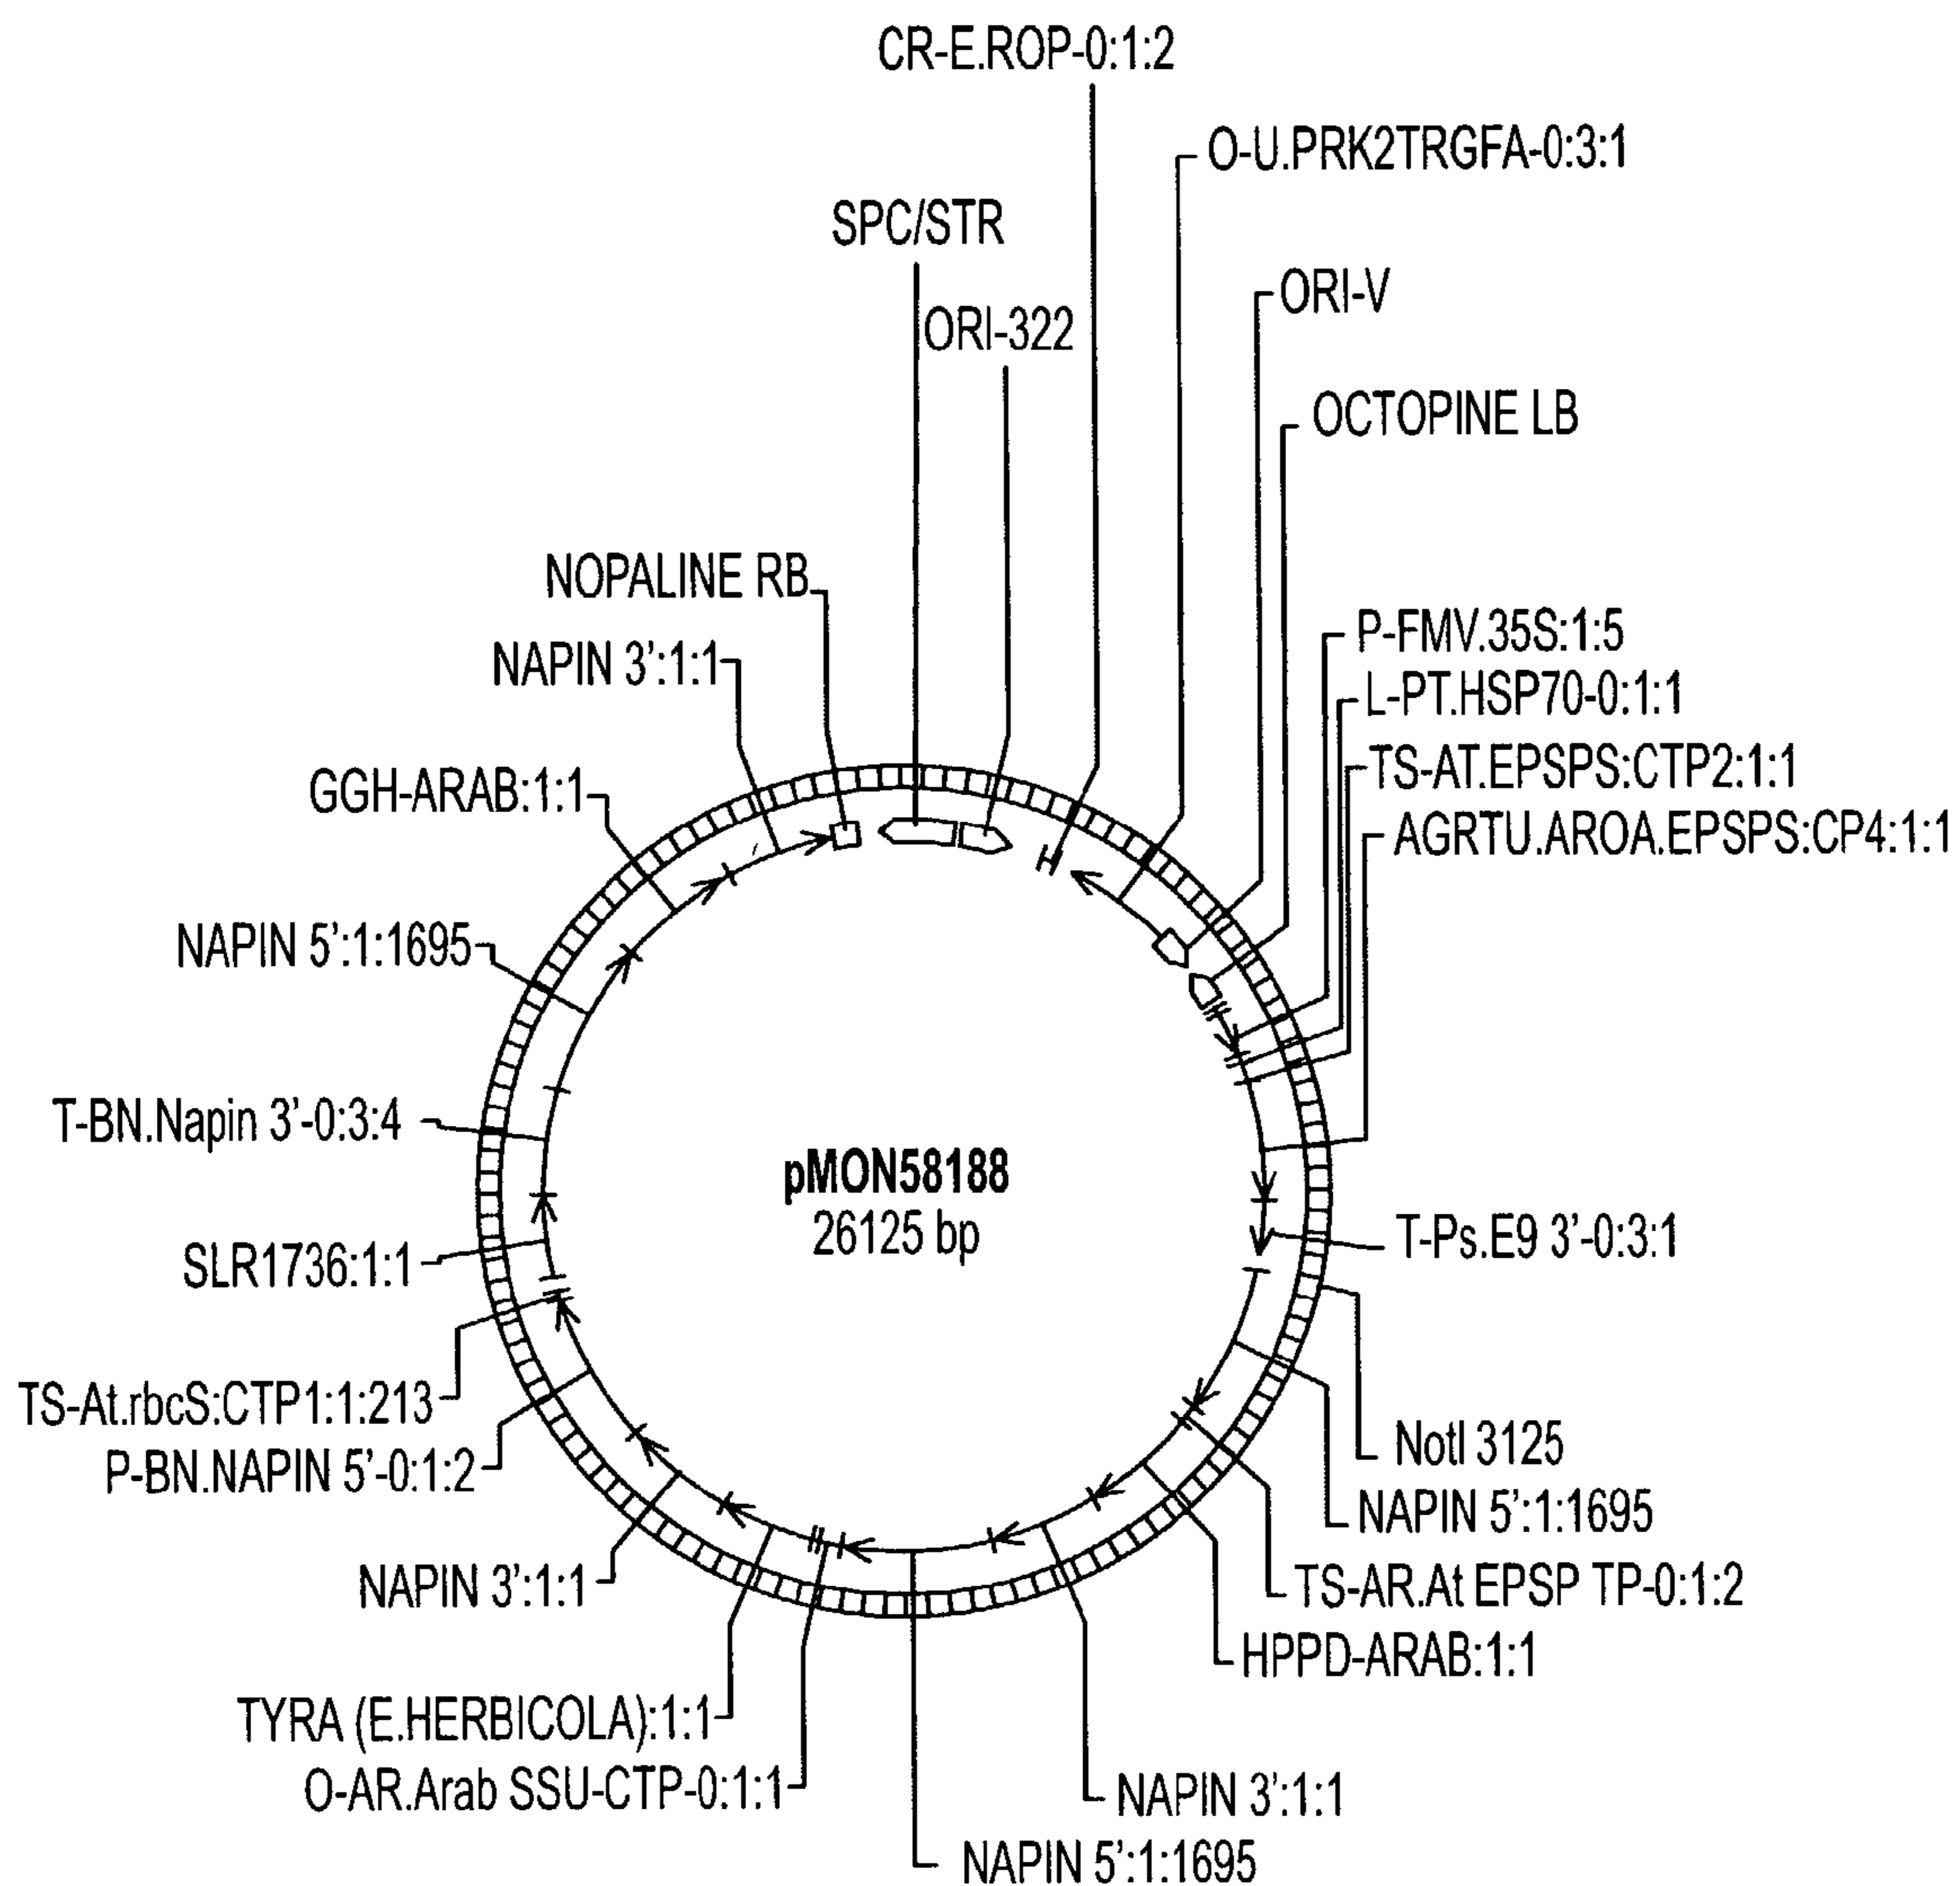 CR-E.ROP-0:1:2
O-U.PRK2TRGFA-0:3:1
SPC/STR
ORI-V
ORI-322
OCTOPINE LB
NOPALINE RB
P-FMV.35S:1:5
NAPIN 3':1:1
L-PT.HSP70-0:1:1
TS-AT.EPSPS:CTP2:1:1
GGH-ARAB:1:1
AGRTU.AROA.EPSPS:CP4:1:1
NAPIN 5':1:1695
T-BN.Napin 3'-0:3:4
pMON58188
26125 bp
T-Ps.E9 3'-0:3:1
SLR1736:1:1
TS-At.rbcS:CTP1:1:213
NotI 3125
P-BN.NAPIN 5'-0:1:2
NAPIN 5':1:1695
NAPIN 3':1:1
TS-AR.At EPSP TP-0:1:2
HPPD-ARAB:1:1
TYRA (E.HERBICOLA):1:1
O-AR.Arab SSU-CTP-0:1:1
NAPIN 3':1:1
NAPIN 5':1:1695